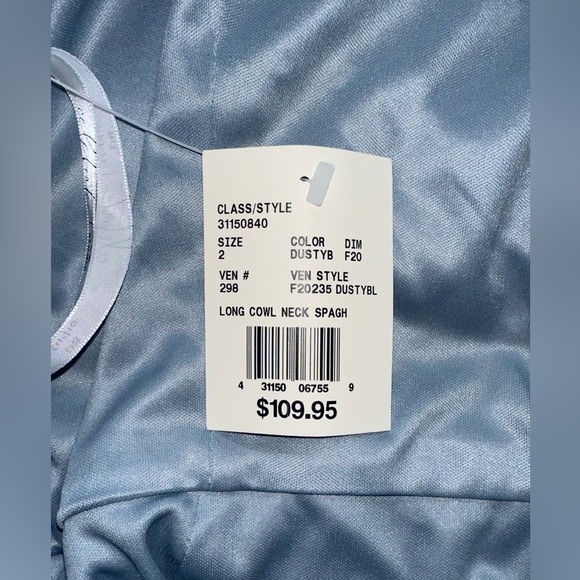 CLASS/STYLE
31150840
SIZE COLOR DIM
2 DUSTYB F20
VEN # VEN STYLE
298 F20235 DUSTYBL
LONG COWL NECK SPAGH
4 31150 06755 9
$109.95